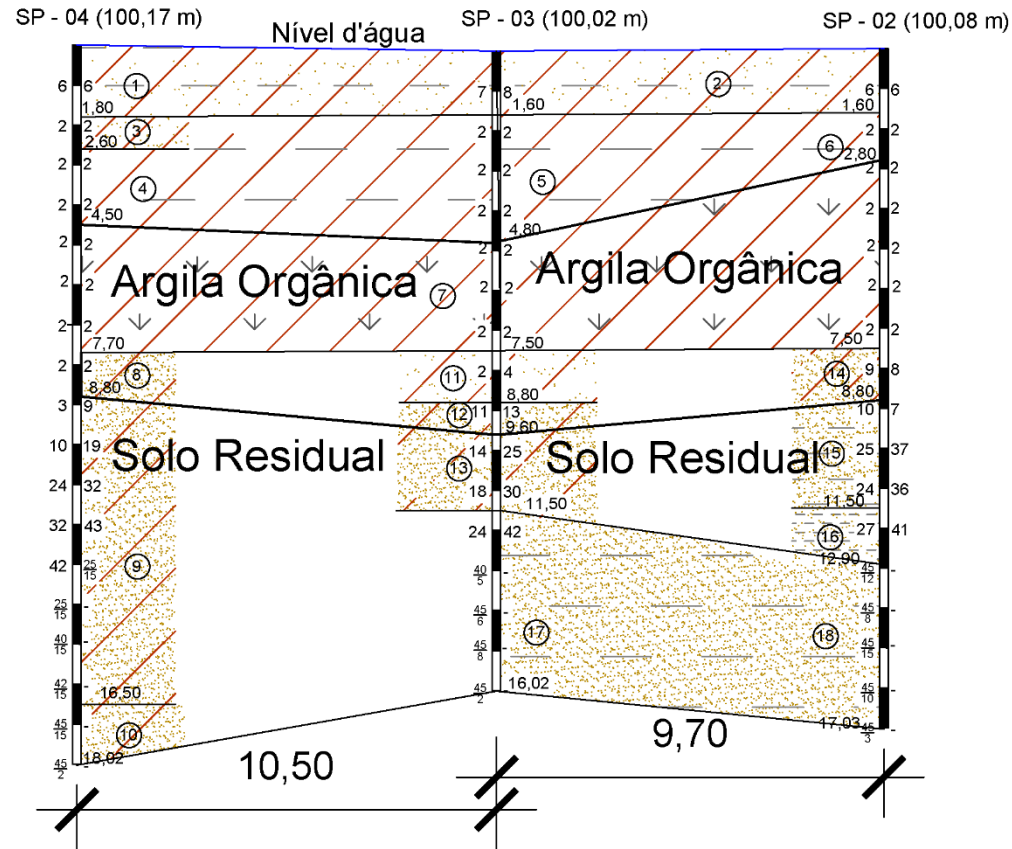 SP - 04 (100,17 m)
SP - 03 (100,02 m)
SP - 02 (100,08 m)
Nível d'água
6 6 1 7 8 2 6 6
1,80 1,60 1,60
2 2 3 2 2 2 2
2,60 6 2,80
2 2 4 2 2 5 2 2
2 2 2 2 2 2
4,50 4,80
2 2 2 2 2 2
Argila Orgânica Argila Orgânica
2 2 7 2 2 2 2
2 2 2 2 2 2
7,70 7,50 7,50
2 2 8 11 2 4 14 9 8
8,80 8,80 8,80
3 9 12 11 13 10 7
9,60
10 19 14 25 25 37
Solo Residual Solo Residual
13 15
24 32 18 30 24 36
11,50 11,50
32 43 24 42 16 27 41
12,90
42 25/15 9 40/5 45/12 -
25/15 - 45/6 - 45/8 -
40/15 - 17 45/8 - 18 45/15 -
42/15 - 45/2 - 45/10 -
16,50 16,02
45/15 - 10 17,03 45/3 -
18,02
45/2 -
10,50
9,70